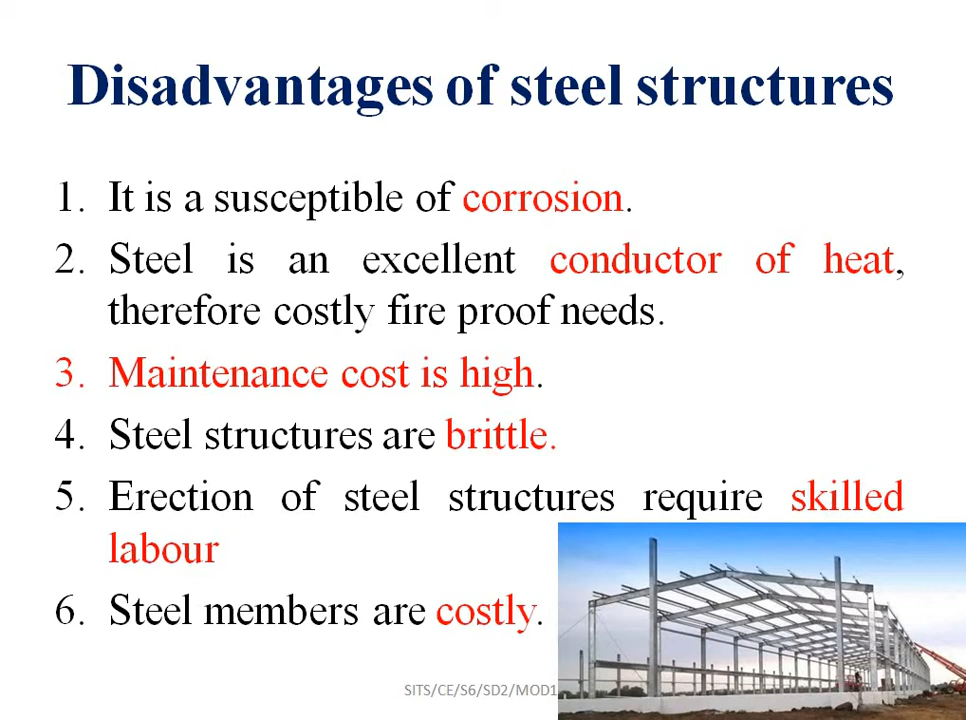 Disadvantages of steel structures
1. It is a susceptible of corrosion.
2. Steel is an excellent conductor of heat,
therefore costly fire proof needs.
3. Maintenance cost is high.
4. Steel structures are brittle.
5. Erection of steel structures require skilled
labour
6. Steel members are costly.
SITS/CE/S6/SD2/MOD1